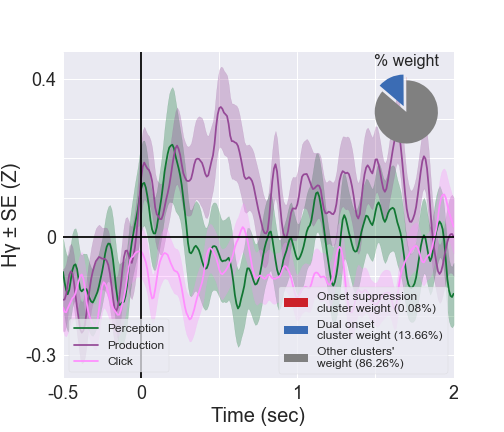 % weight
0.4
0
-0.3
Hγ ± SE (Z)
Perception
Production
Click
Onset suppression
cluster weight (0.08%)
Dual onset
cluster weight (13.66%)
Other clusters'
weight (86.26%)
-0.5 0 1 2
Time (sec)